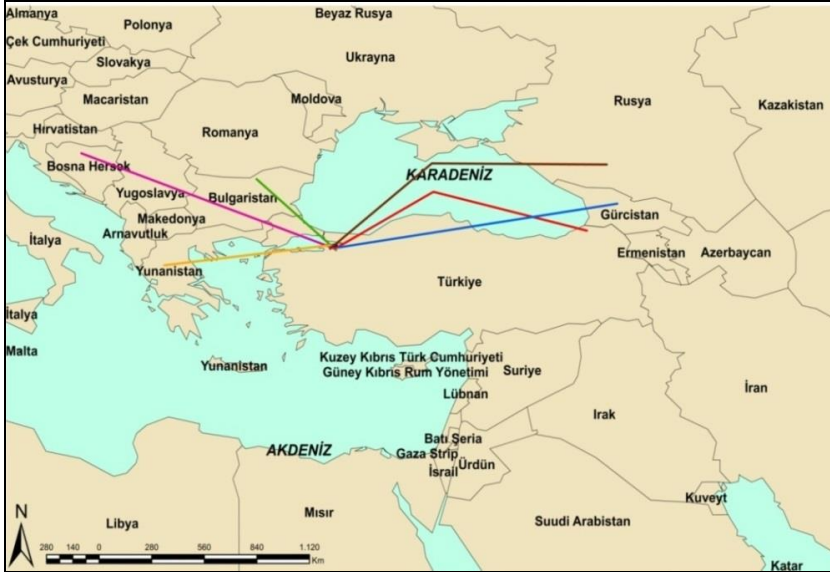 Almanya
Polonya
Beyaz Rusya
Çek Cumhuriyeti
Ukrayna
Slovakya
Avusturya
Macaristan
Moldova
Rusya
Kazakistan
Hırvatistan
Romanya
Bosna Hersek
KARADENİZ
Yugoslavya
Bulgaristan
Makedonya
Gürcistan
Arnavutluk
İtalya
Ermenistan
Azerbaycan
Yunanistan
Türkiye
İtalya
Malta
Yunanistan
Kuzey Kıbrıs Türk Cumhuriyeti
Güney Kıbrıs Rum Yönetimi
Suriye
Lübnan
İran
Irak
Batı Şeria
AKDENİZ
Gaza Strip
Ürdün
İsrail
Kuveyt
N
Libya
Mısır
Suudi Arabistan
280 140 0 280 560 840 1.120
Km
Katar